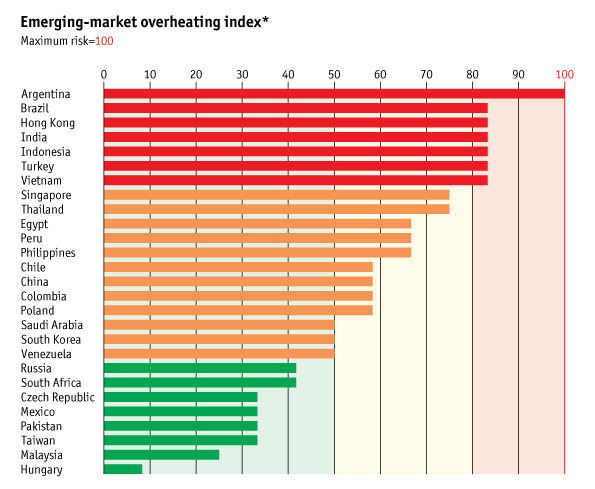 Emerging-market overheating index*
Maximum risk=100
0 10 20 30 40 50 60 70 80 90 100
Argentina
Brazil
Hong Kong
India
Indonesia
Turkey
Vietnam
Singapore
Thailand
Egypt
Peru
Philippines
Chile
China
Colombia
Poland
Saudi Arabia
South Korea
Venezuela
Russia
South Africa
Czech Republic
Mexico
Pakistan
Taiwan
Malaysia
Hungary